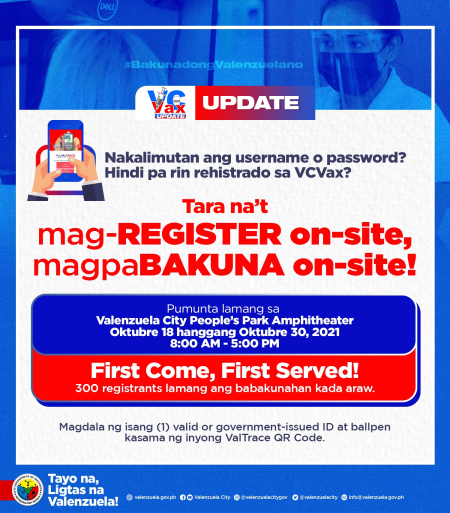 #BakunadongValenzuelano
VC
Vax
UPDATE
UPDATE
Nakalimutan ang username o password?
Hindi pa rin rehistrado sa VCVax?
Tara na't
mag-REGISTER on-site,
magpaBAKUNA on-site!
Pumunta lamang sa
Valenzuela City People's Park Amphitheater
Oktubre 18 hanggang Oktubre 30, 2021
8:00 AM - 5:00 PM
First Come, First Served!
300 registrants lamang ang babakunahan kada araw.
Magdala ng isang (1) valid or government-issued ID at ballpen
kasama ng inyong ValTrace QR Code.
Tayo na,
Ligtas na
Valenzuela!
valenzuela.gov.ph
Valenzuela City
@valenzuelacitygov
@valenzuelacity
info@valenzuela.gov.ph